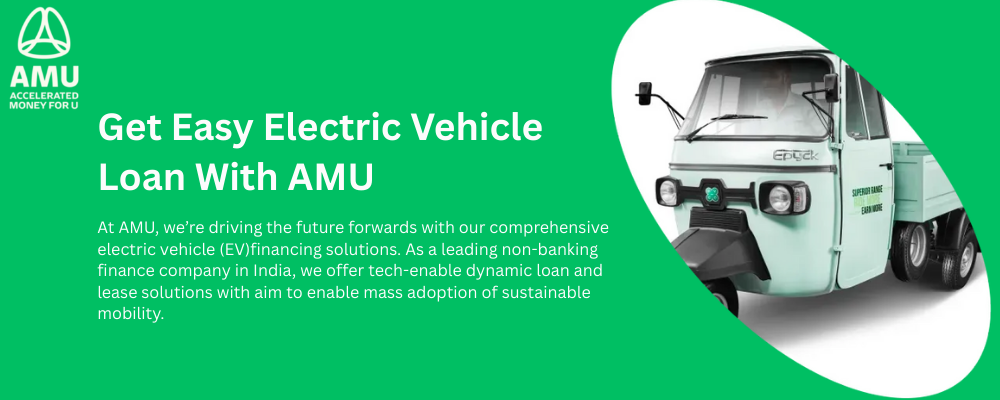 AMU
ACCELERATED
MONEY FOR U
Get Easy Electric Vehicle
Loan With AMU
At AMU, we’re driving the future forwards with our comprehensive
electric vehicle (EV)financing solutions. As a leading non-banking
finance company in India, we offer tech-enable dynamic loan and
lease solutions with aim to enable mass adoption of sustainable
mobility.
SUPERIOR RANGE
EARN MORE